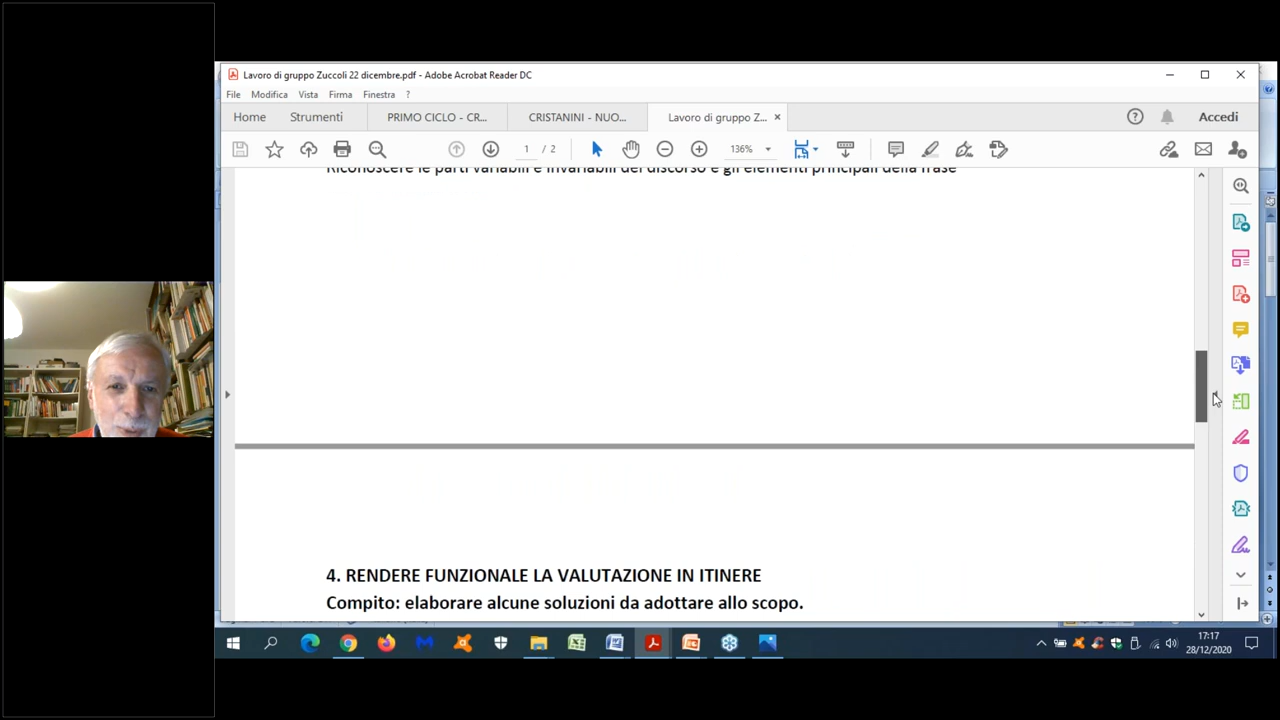 Lavoro di gruppo Zuccoli 22 dicembre.pdf - Adobe Acrobat Reader DC
File Modifica Vista Firma Finestra ?
Home Strumenti PRIMO CICLO - CR... CRISTANINI - NUO... Lavoro di gruppo Z... Accedi
1 / 2 136%
Riconoscere le parti variabili e invariabili del discorso e gli elementi principali della frase
4. RENDERE FUNZIONALE LA VALUTAZIONE IN ITINERE
Compito: elaborare alcune soluzioni da adottare allo scopo.
17:17
28/12/2020